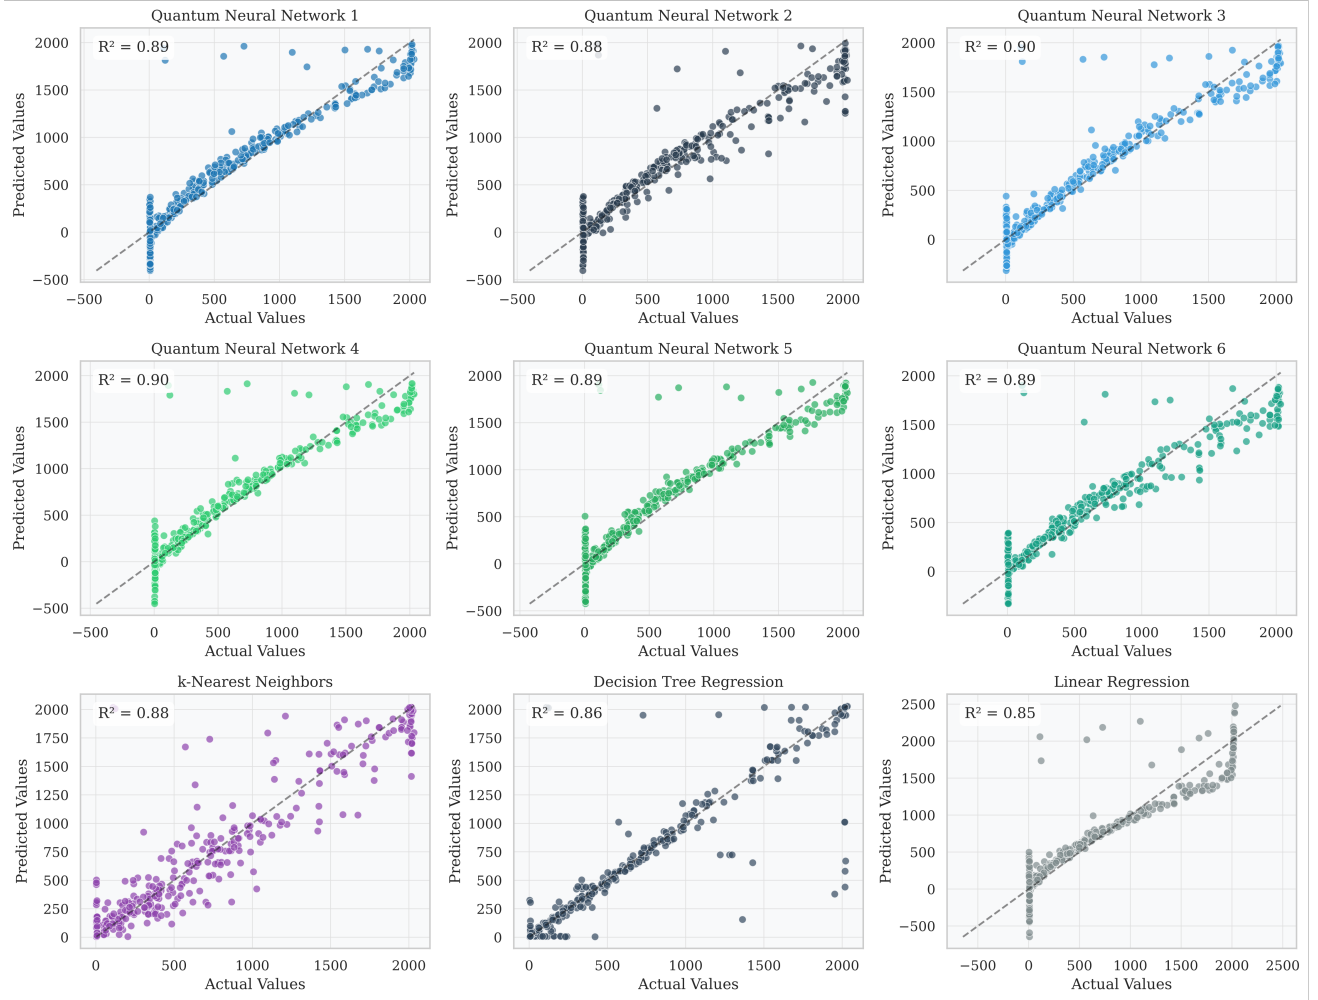 Quantum Neural Network 1
R² = 0.89
2000
1500
1000
500
0
−500
Predicted Values
−500 0 500 1000 1500 2000
Actual Values
Quantum Neural Network 2
R² = 0.88
2000
1500
1000
500
0
−500
Predicted Values
−500 0 500 1000 1500 2000
Actual Values
Quantum Neural Network 3
R² = 0.90
2000
1500
1000
500
0
Predicted Values
0 500 1000 1500 2000
Actual Values
Quantum Neural Network 4
R² = 0.90
2000
1500
1000
500
0
−500
Predicted Values
−500 0 500 1000 1500 2000
Actual Values
Quantum Neural Network 5
R² = 0.89
2000
1500
1000
500
0
−500
Predicted Values
−500 0 500 1000 1500 2000
Actual Values
Quantum Neural Network 6
R² = 0.89
2000
1500
1000
500
0
Predicted Values
0 500 1000 1500 2000
Actual Values
k-Nearest Neighbors
R² = 0.88
2000
1750
1500
1250
1000
750
500
250
0
Predicted Values
0 500 1000 1500 2000
Actual Values
Decision Tree Regression
R² = 0.86
2000
1750
1500
1250
1000
750
500
250
0
Predicted Values
0 500 1000 1500 2000
Actual Values
Linear Regression
R² = 0.85
2500
2000
1500
1000
500
0
−500
Predicted Values
−500 0 500 1000 1500 2000 2500
Actual Values